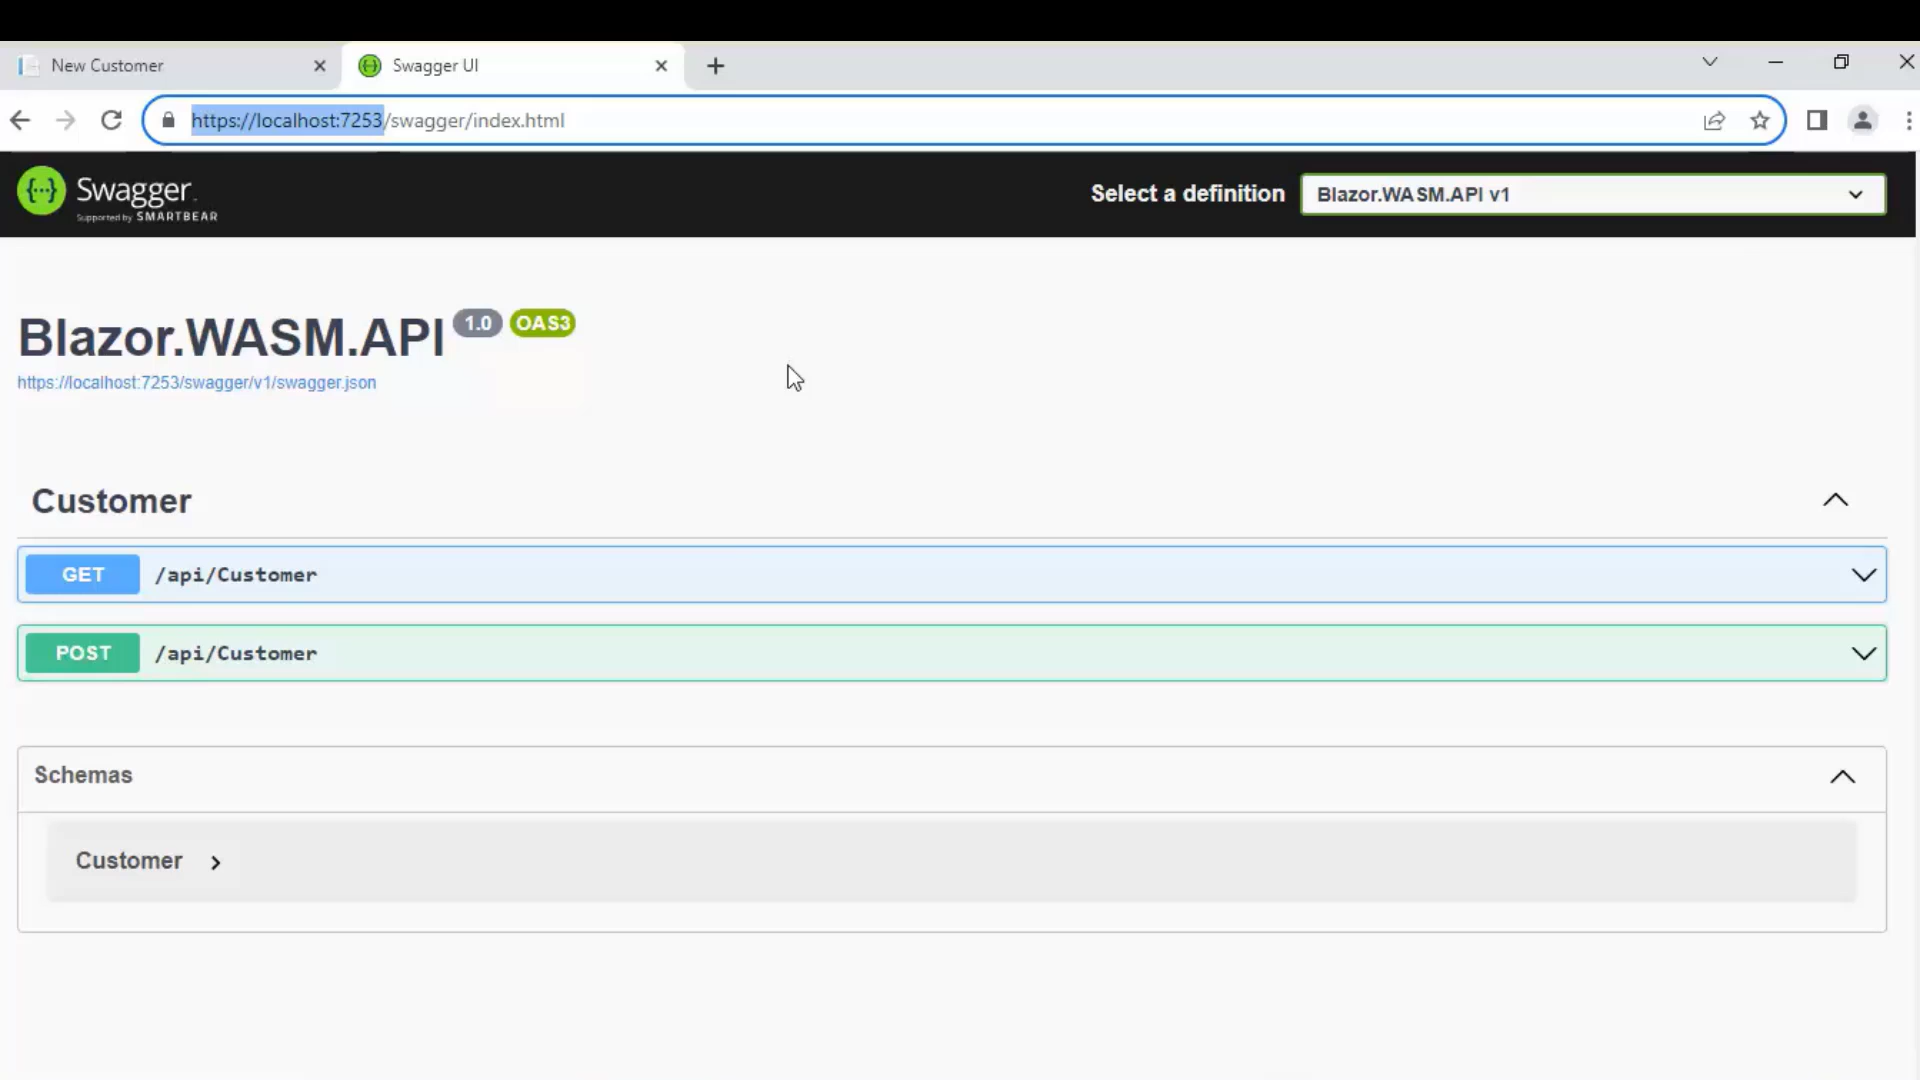 New Customer
Swagger UI
https://localhost:7253/swagger/index.html
Swagger.
Supported by SMARTBEAR
Select a definition
Blazor.WASM.API v1
Blazor.WASM.API 1.0 OAS3
https://localhost:7253/swagger/v1/swagger.json
Customer
GET /api/Customer
POST /api/Customer
Schemas
Customer